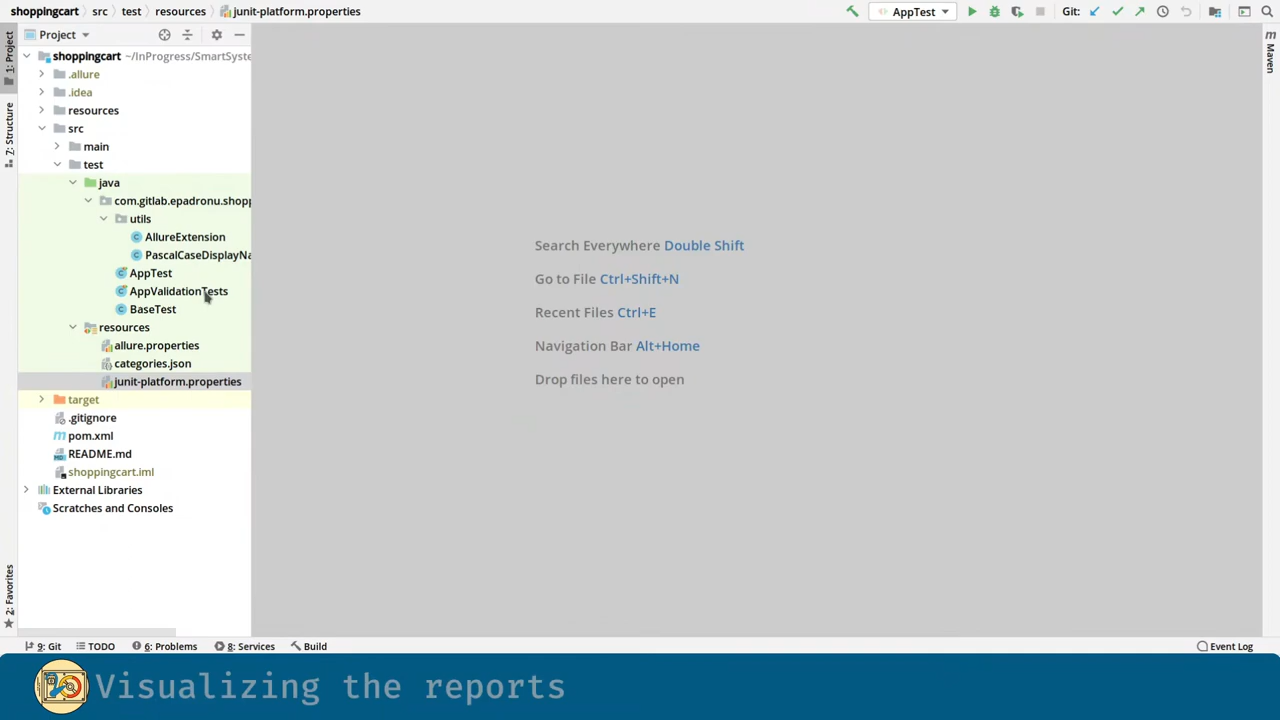 shoppingcart src test resources junit-platform.properties AppTest Git:
Project
shoppingcart ~/InProgress/SmartSyste
.allure
.idea
resources
src
main
test
java
com.gitlab.epadronu.shopp
utils
AllureExtension
PascalCaseDisplayNa
AppTest
AppValidationTests
BaseTest
resources
allure.properties
categories.json
junit-platform.properties
target
.gitignore
pom.xml
README.md
shoppingcart.iml
External Libraries
Scratches and Consoles
1: Project
7: Structure
2: Favorites
Search Everywhere Double Shift
Go to File Ctrl+Shift+N
Recent Files Ctrl+E
Navigation Bar Alt+Home
Drop files here to open
m
Maven
9: Git TODO 6: Problems 8: Services Build Event Log
Visualizing the reports